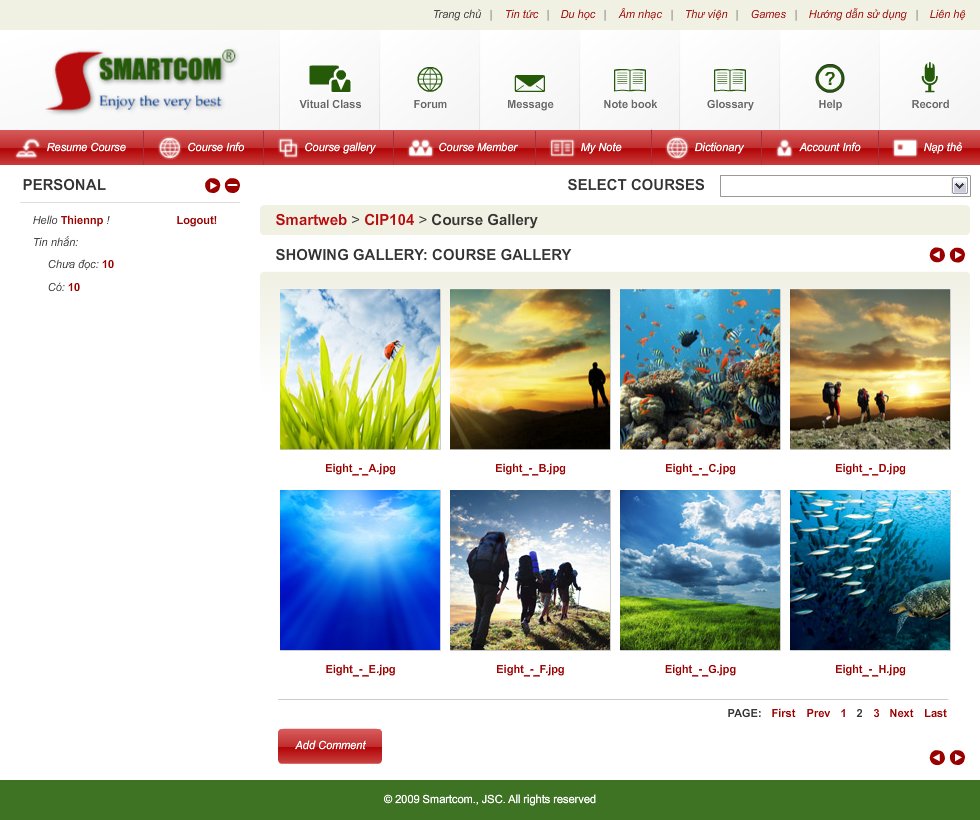 Trang chủ | Tin tức | Du học | Âm nhạc | Thư viện | Games | Hướng dẫn sử dụng | Liên hệ
SMARTCOM®
Enjoy the very best
Vitual Class Forum Message Note book Glossary Help Record
Resume Course Course Info Course gallery Course Member My Note Dictionary Account Info Nạp thẻ
PERSONAL
SELECT COURSES
Hello Thiennp ! Logout!
Tin nhắn:
Chưa đọc: 10
Có: 10
Smartweb > CIP104 > Course Gallery
SHOWING GALLERY: COURSE GALLERY
Eight_-_A.jpg Eight_-_B.jpg Eight_-_C.jpg Eight_-_D.jpg
Eight_-_E.jpg Eight_-_F.jpg Eight_-_G.jpg Eight_-_H.jpg
PAGE: First Prev 1 2 3 Next Last
Add Comment
© 2009 Smartcom., JSC. All rights reserved